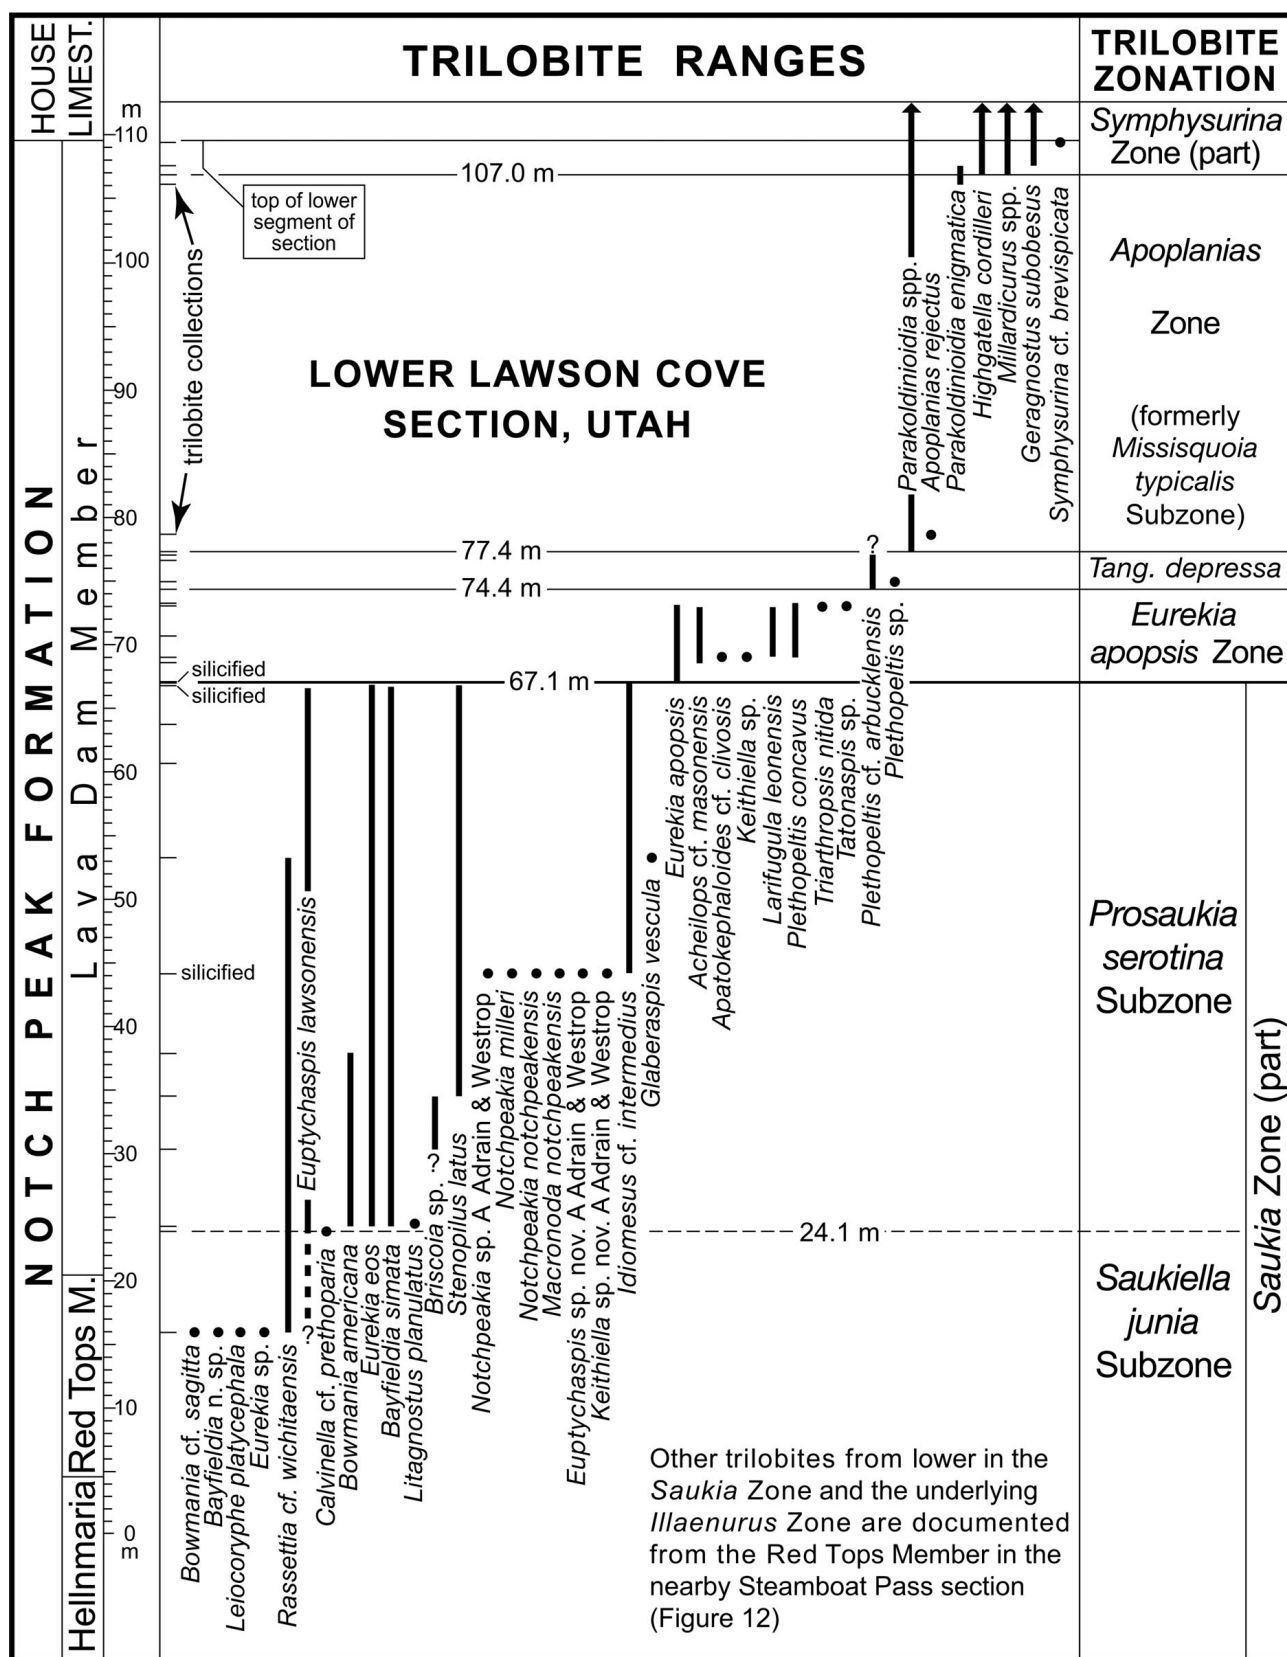 HOUSE
LIMEST.
TRILOBITE RANGES
TRILOBITE
ZONATION
m
110
100
90
80
70
60
50
40
30
20
10
0
m
NOTCH PEAK FORMATION
Lava Dam Member
Red Tops M.
Hellnmaria
107.0 m
top of lower
segment of
section
trilobite collections
LOWER LAWSON COVE
SECTION, UTAH
77.4 m
74.4 m
silicified
silicified
67.1 m
silicified
24.1 m
Bowmania cf. sagitta
Bayfieldia n. sp.
Leiocoryphe platycephala
Eurekia sp.
Rassettia cf. wichitaensis
?
Euptychaspis lawsonensis
Calvinella cf. prethoparia
Bowmania americana
Eurekia eos
Bayfieldia simata
Litagnostus planulatus
Briscoia sp. ?
Stenopilus latus
Notchpeakia sp. A Adrain & Westrop
Notchpeakia milleri
Notchpeakia notchpeakensis
Macronoda notchpeakensis
Euptychaspis sp. nov. A Adrain & Westrop
Keithiella sp. nov. A Adrain & Westrop
Idiomesus cf. intermedius
Glaberaspis vescula
Eurekia apopsis
Acheilops cf. masonensis
Apatokephaloides cf. clivosis
Keithiella sp.
Larifugula leonensis
Plethopeltis concavus
Triarthropsis nitida
Tatonaspis sp.
?
Plethopeltis cf. arbucklensis
Plethopeltis sp.
Parakoldinioidia spp.
Apoplanias rejectus
Parakoldinioidia enigmatica
Highgatella cordilleri
Millardicurus spp.
Geragnostus subobesus
Symphysurina cf. brevispicata
Symphysurina
Zone (part)
Apoplanias
Zone
(formerly
Missisquoia
typicalis
Subzone)
Tang. depressa
Eurekia
apopsis Zone
Prosaukia
serotina
Subzone
Saukiella
junia
Subzone
Saukia Zone (part)
Other trilobites from lower in the
Saukia Zone and the underlying
Illaenurus Zone are documented
from the Red Tops Member in the
nearby Steamboat Pass section
(Figure 12)